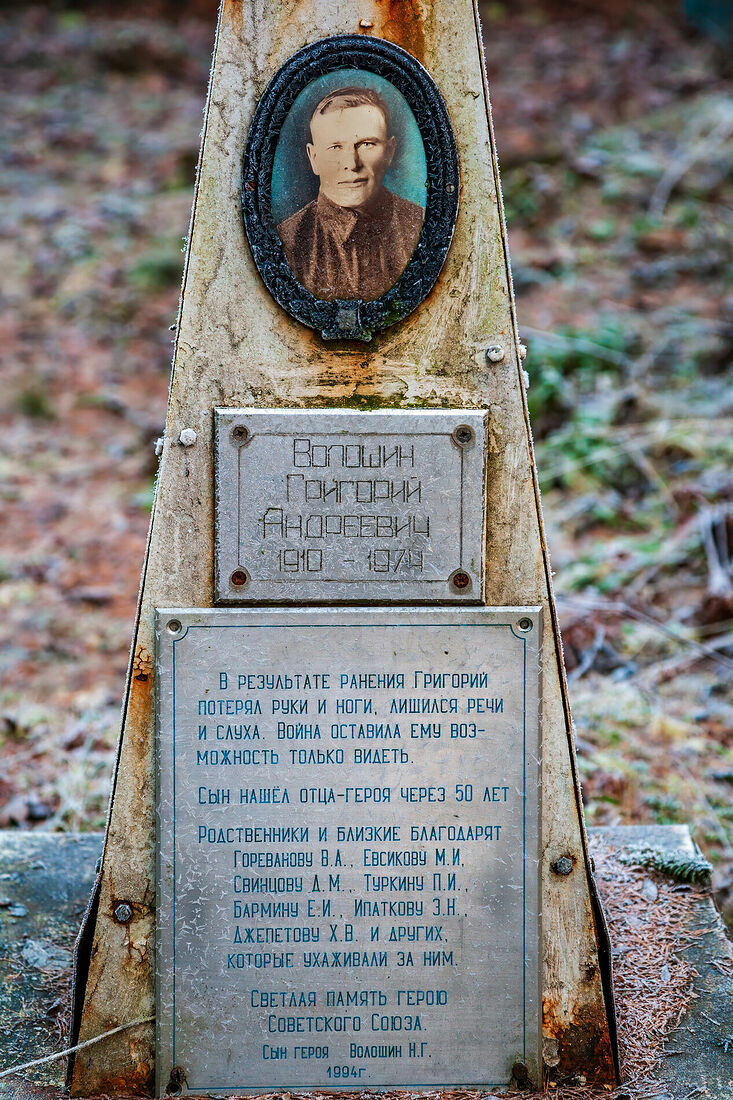 Волошин
Григорий
Андреевич
1910 - 1974
В результате ранения Григорий
потерял руки и ноги, лишился речи
и слуха. Война оставила ему воз-
можность только видеть.
Сын нашёл отца-героя через 50 лет
Родственники и близкие благодарят
Гореванову В.А., Евсикову М.И,
Свинцову Д.М., Туркину П.И.,
Бармину Е.И., Ипаткову З.Н.,
Джепетову Х.В. и других,
которые ухаживали за ним.
Светлая память герою
Советского Союза.
Сын героя Волошин Н.Г.
1994г.